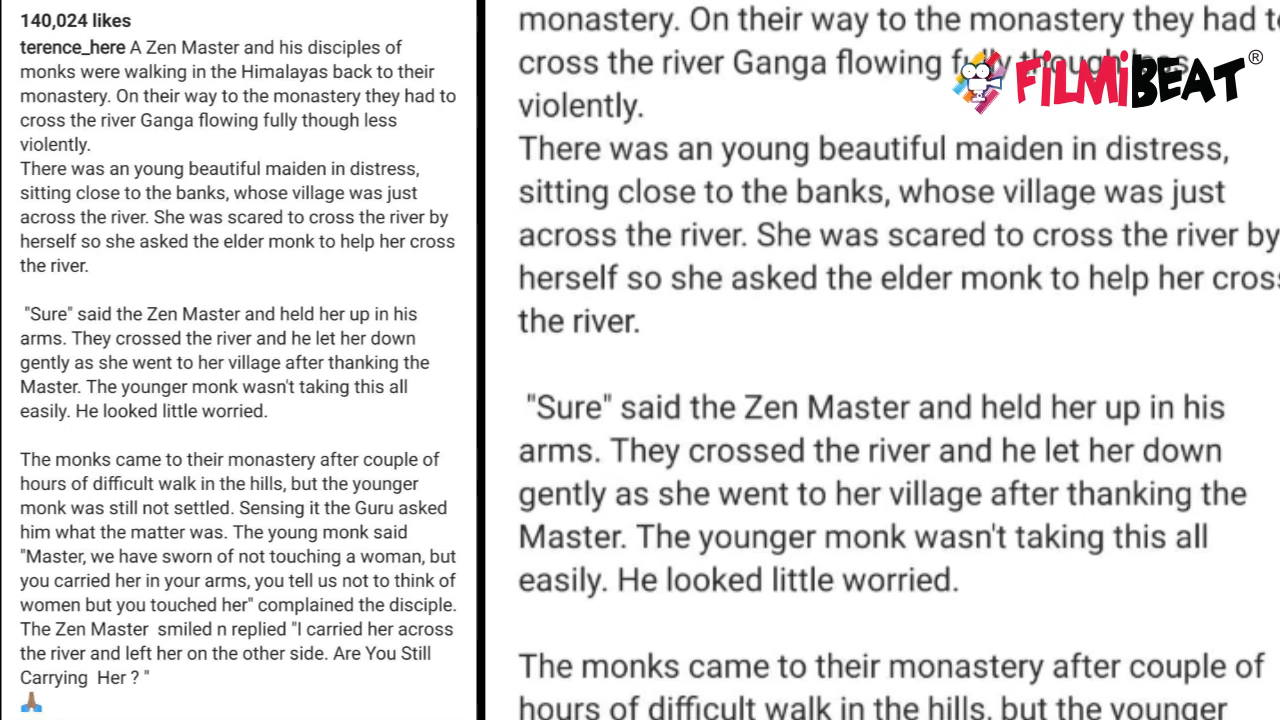 140,024 likes
terence_here A Zen Master and his disciples of
monks were walking in the Himalayas back to their
monastery. On their way to the monastery they had to
cross the river Ganga flowing fully though less
violently.
There was an young beautiful maiden in distress,
sitting close to the banks, whose village was just
across the river. She was scared to cross the river by
herself so she asked the elder monk to help her cross
the river.
"Sure" said the Zen Master and held her up in his
arms. They crossed the river and he let her down
gently as she went to her village after thanking the
Master. The younger monk wasn't taking this all
easily. He looked little worried.
The monks came to their monastery after couple of
hours of difficult walk in the hills, but the younger
monk was still not settled. Sensing it the Guru asked
him what the matter was. The young monk said
"Master, we have sworn of not touching a woman, but
you carried her in your arms, you tell us not to think of
women but you touched her" complained the disciple.
The Zen Master smiled n replied "I carried her across
the river and left her on the other side. Are You Still
Carrying Her ? "
🙏🏽
monastery. On their way to the monastery they had to
cross the river Ganga flowing fully though less
violently.
There was an young beautiful maiden in distress,
sitting close to the banks, whose village was just
across the river. She was scared to cross the river by
herself so she asked the elder monk to help her cross
the river.
"Sure" said the Zen Master and held her up in his
arms. They crossed the river and he let her down
gently as she went to her village after thanking the
Master. The younger monk wasn't taking this all
easily. He looked little worried.
The monks came to their monastery after couple of
hours of difficult walk in the hills, but the younger
FiLMiBEAT®